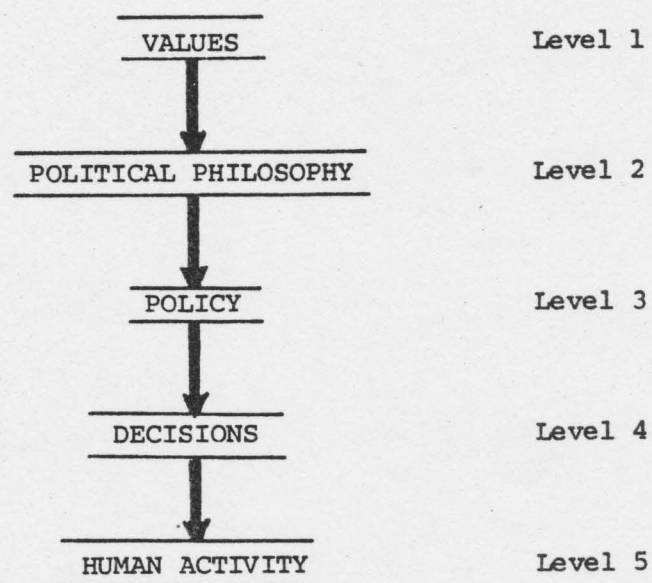 VALUES Level 1
POLITICAL PHILOSOPHY Level 2
POLICY Level 3
DECISIONS Level 4
HUMAN ACTIVITY Level 5